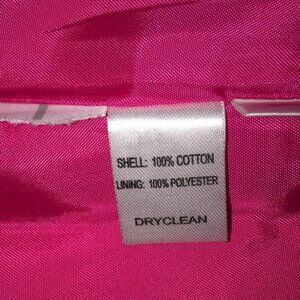 SHELL: 100% COTTON
LINING: 100% POLYESTER
DRYCLEAN